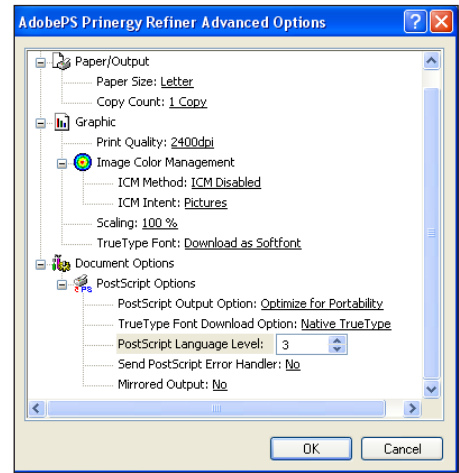 AdobePS Prinergy Refiner Advanced Options
Paper/Output
Paper Size: Letter
Copy Count: 1 Copy
Graphic
Print Quality: 2400dpi
Image Color Management
ICM Method: ICM Disabled
ICM Intent: Pictures
Scaling: 100 %
TrueType Font: Download as Softfont
Document Options
PostScript Options
PostScript Output Option: Optimize for Portability
TrueType Font Download Option: Native TrueType
PostScript Language Level: 3
Send PostScript Error Handler: No
Mirrored Output: No
OK Cancel